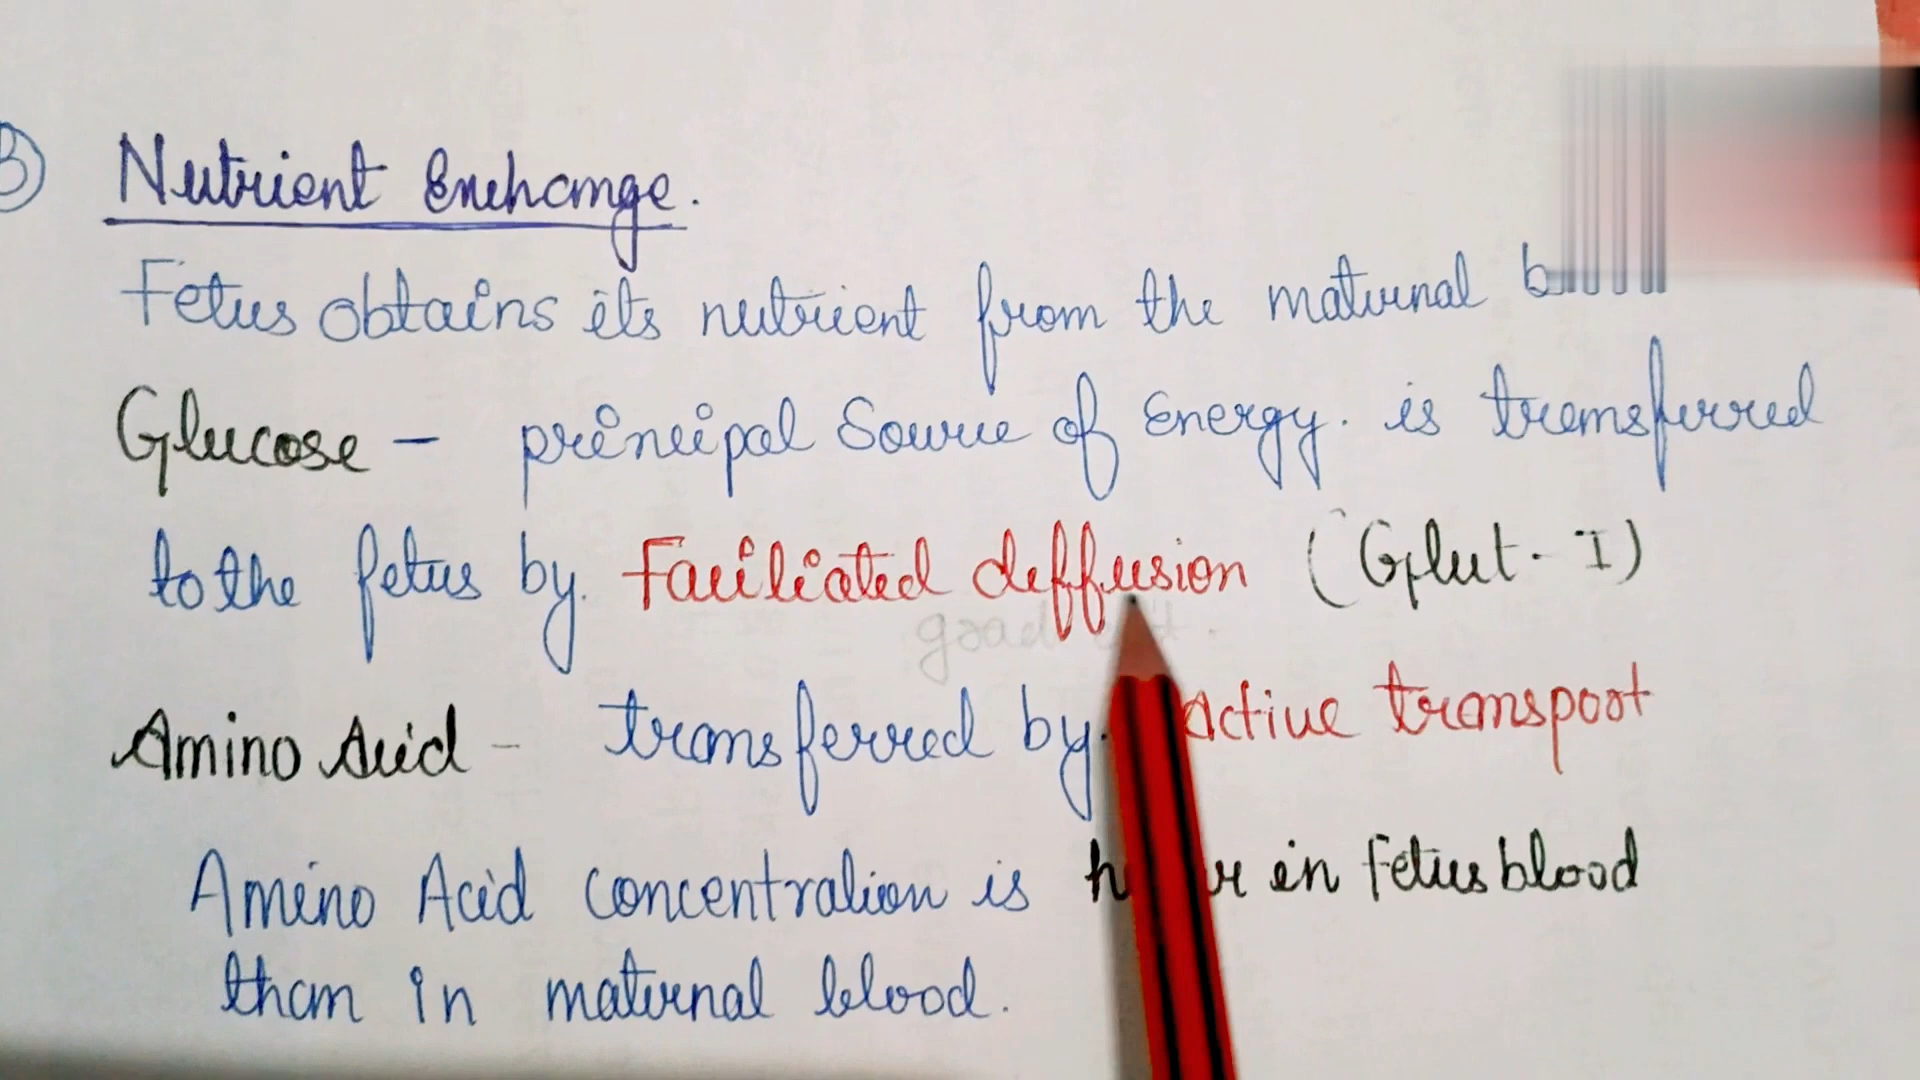 B Nutrient Exchange.
Fetus obtains its nutrient from the maternal
Glucose - principal Source of Energy. is transferred
to the fetus by. Faciliated diffusion (Glut-I)
Amino Acid - transferred by. Active transport
Amino Acid concentration is in Fetus blood
than in maternal blood.